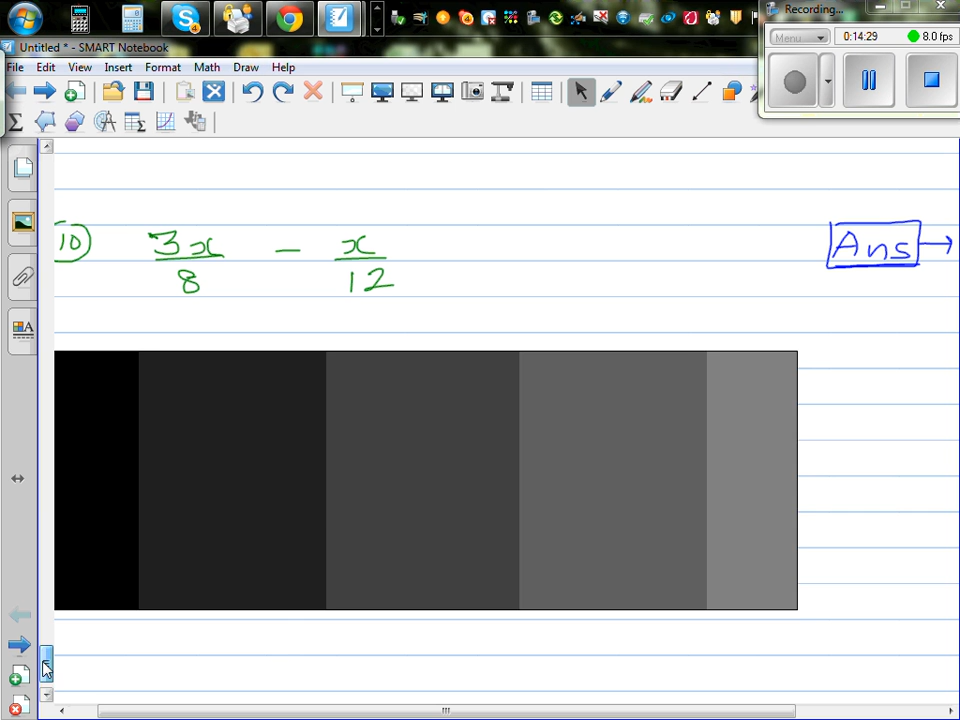 Recording...
Menu
0:14:29
8.0 fps
Untitled * - SMART Notebook
File Edit View Insert Format Math Draw Help
10 3x/8 - x/12
Ans →